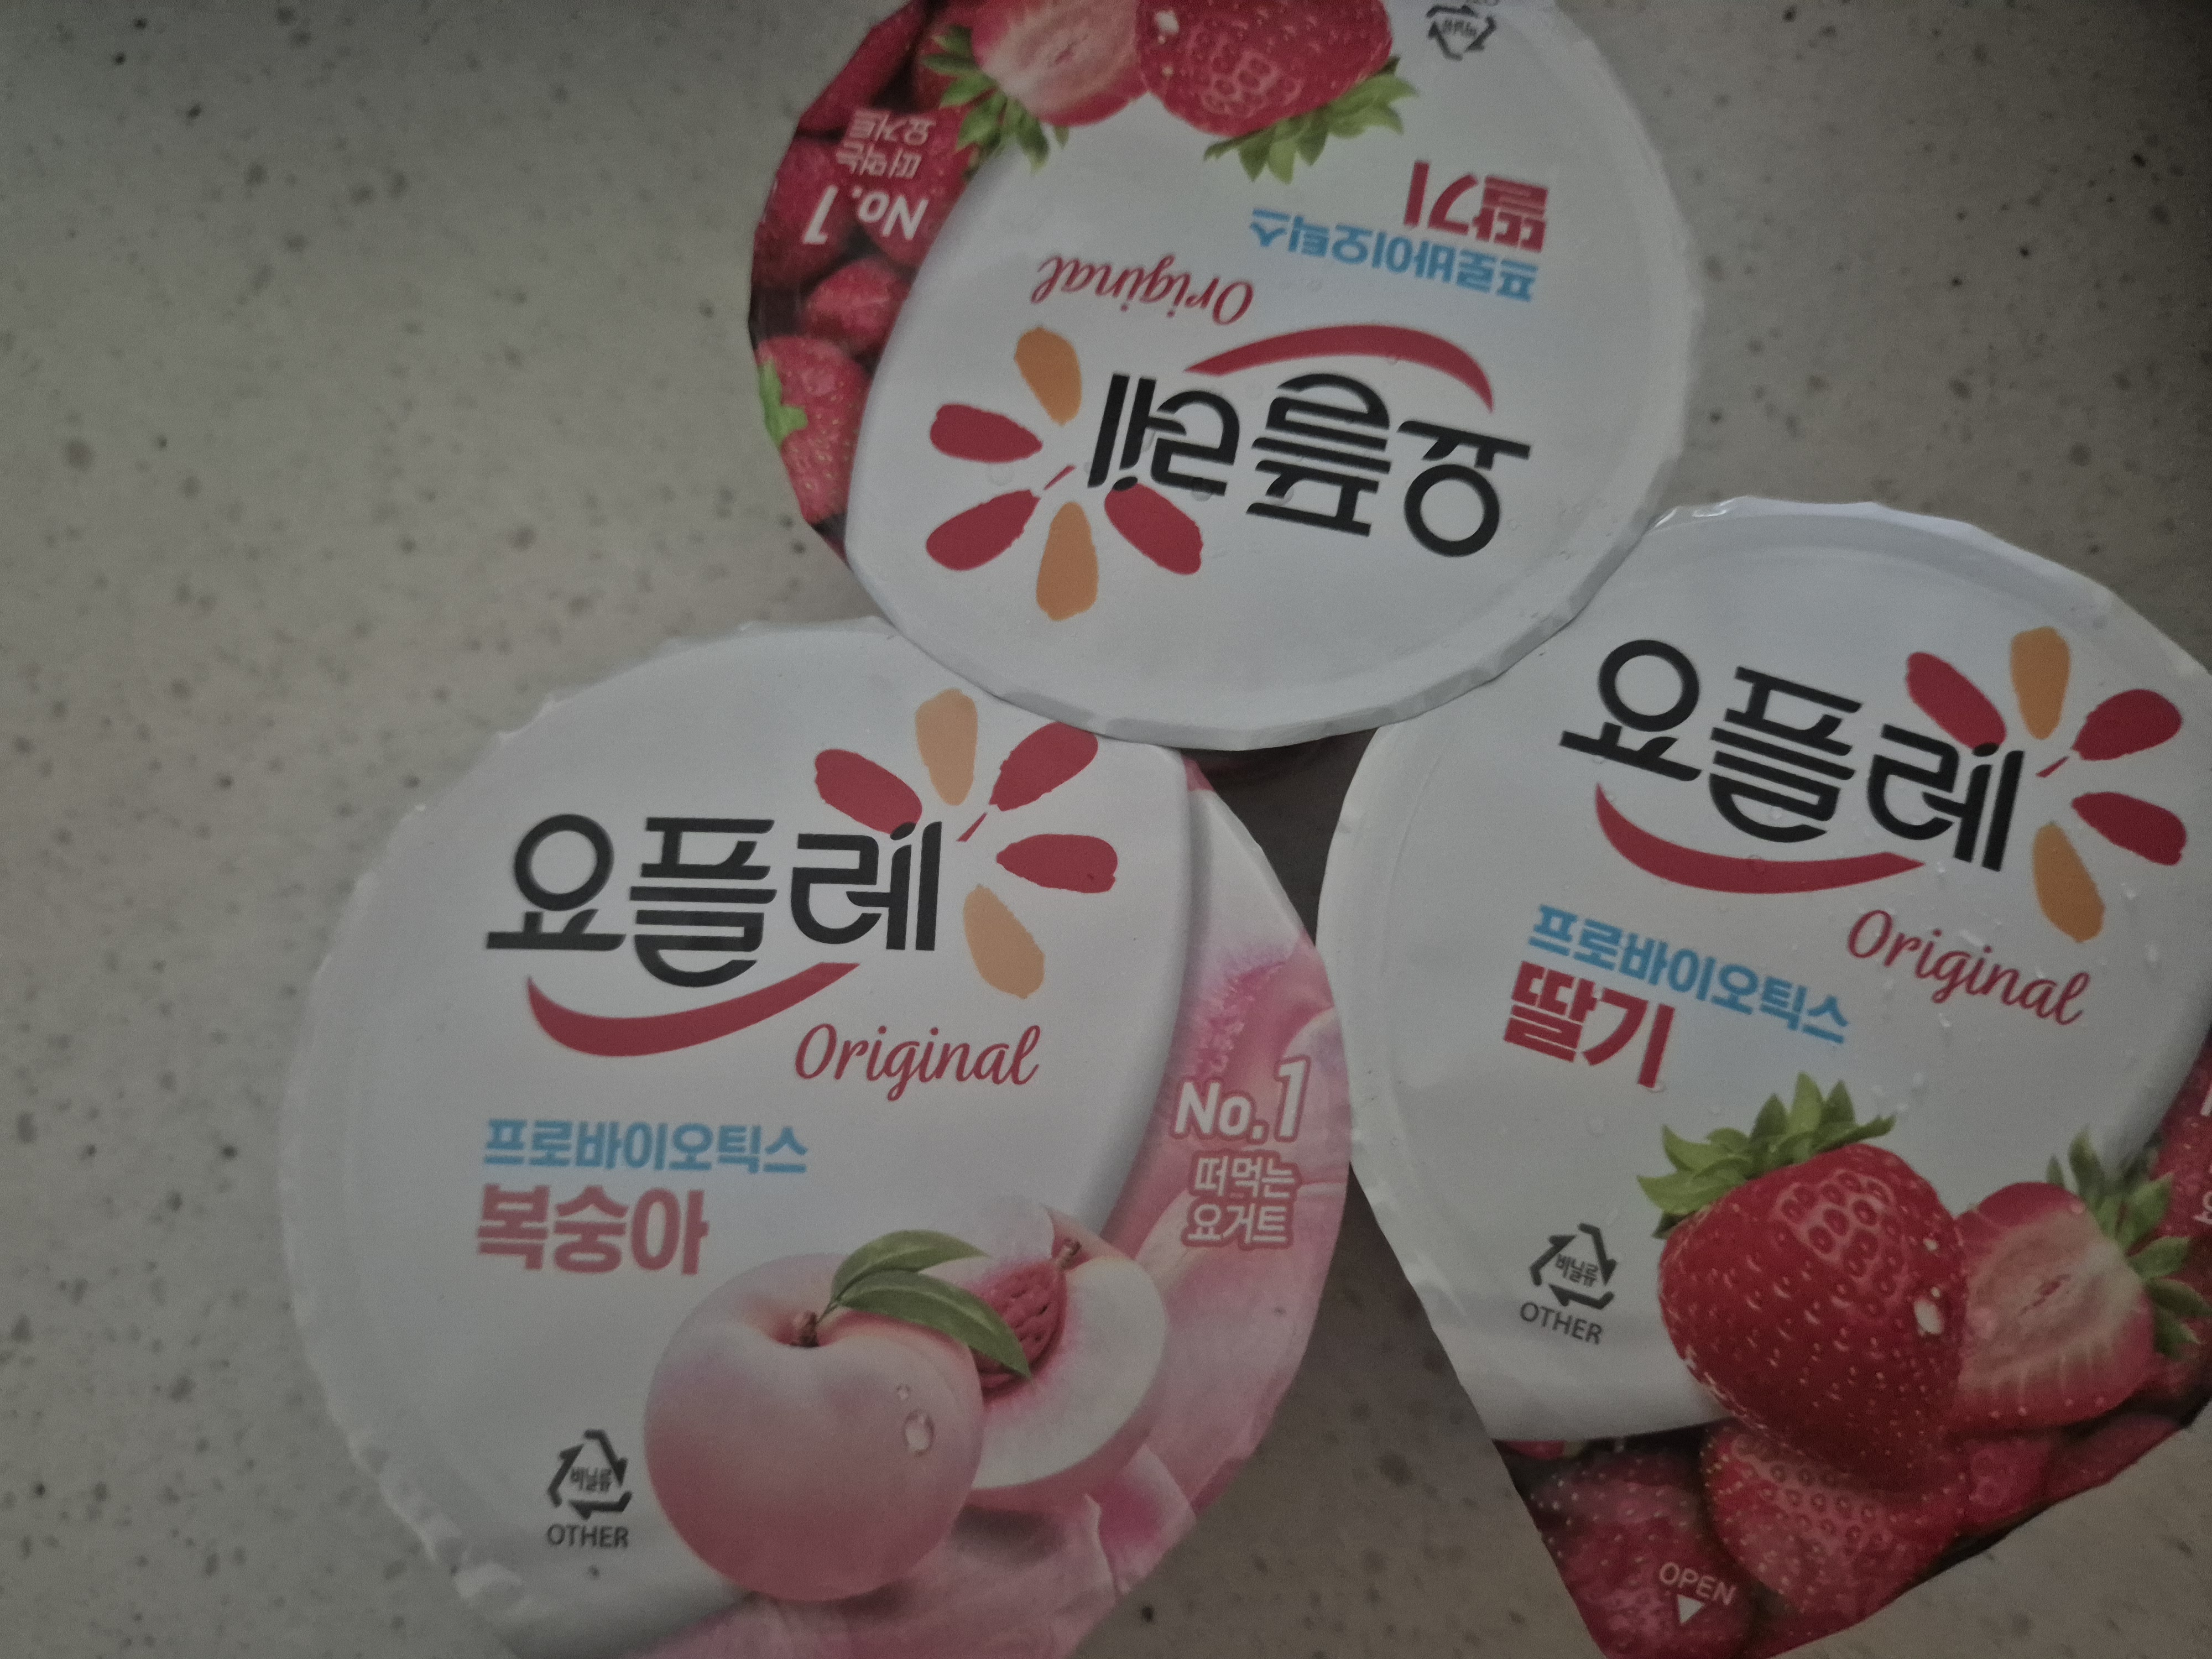 요플레
Original
프로바이오틱스
딸기
No.1
떠먹는
요거트
비닐류
요플레
Original
프로바이오틱스
복숭아
No.1
떠먹는
요거트
비닐류
OTHER
요플레
Original
프로바이오틱스
딸기
비닐류
OTHER
OPEN